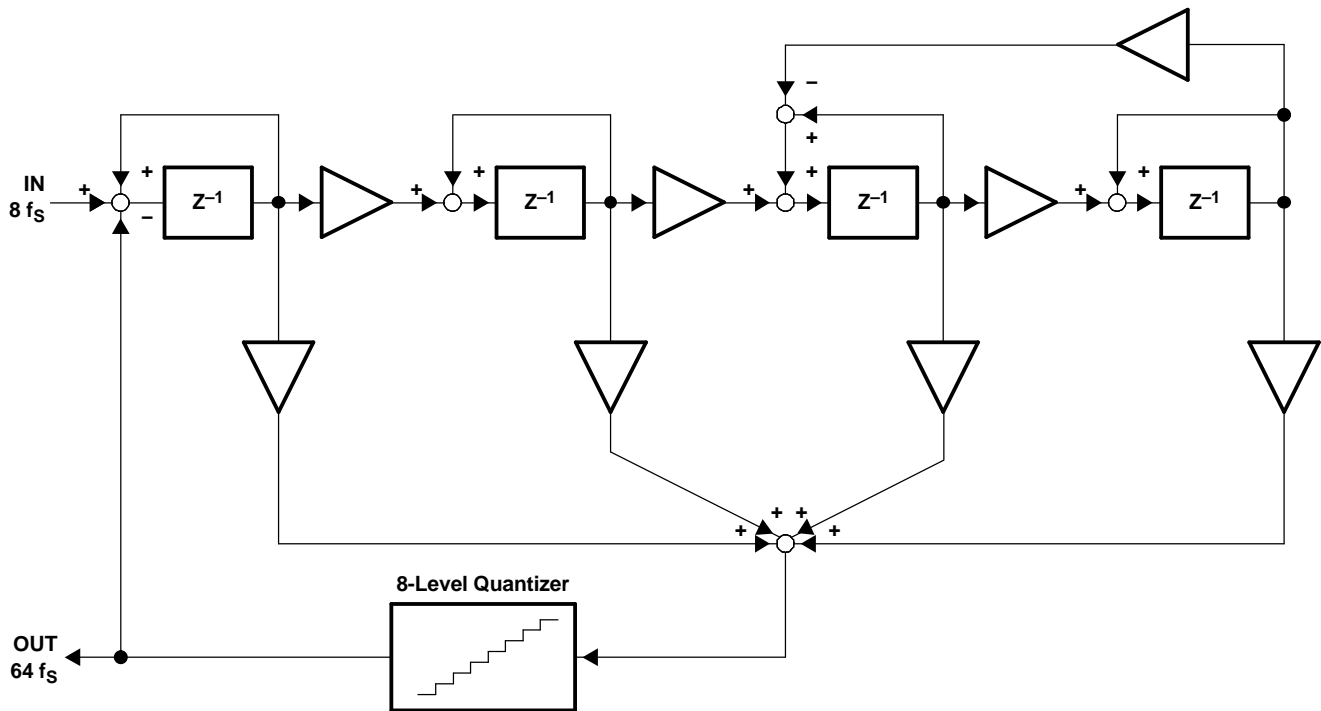 –
+
+
+
+
+
IN
8 fS
+
–
Z–1
+
Z–1
+
Z–1
+
Z–1
+
+
+
+
8-Level Quantizer
OUT
64 fS